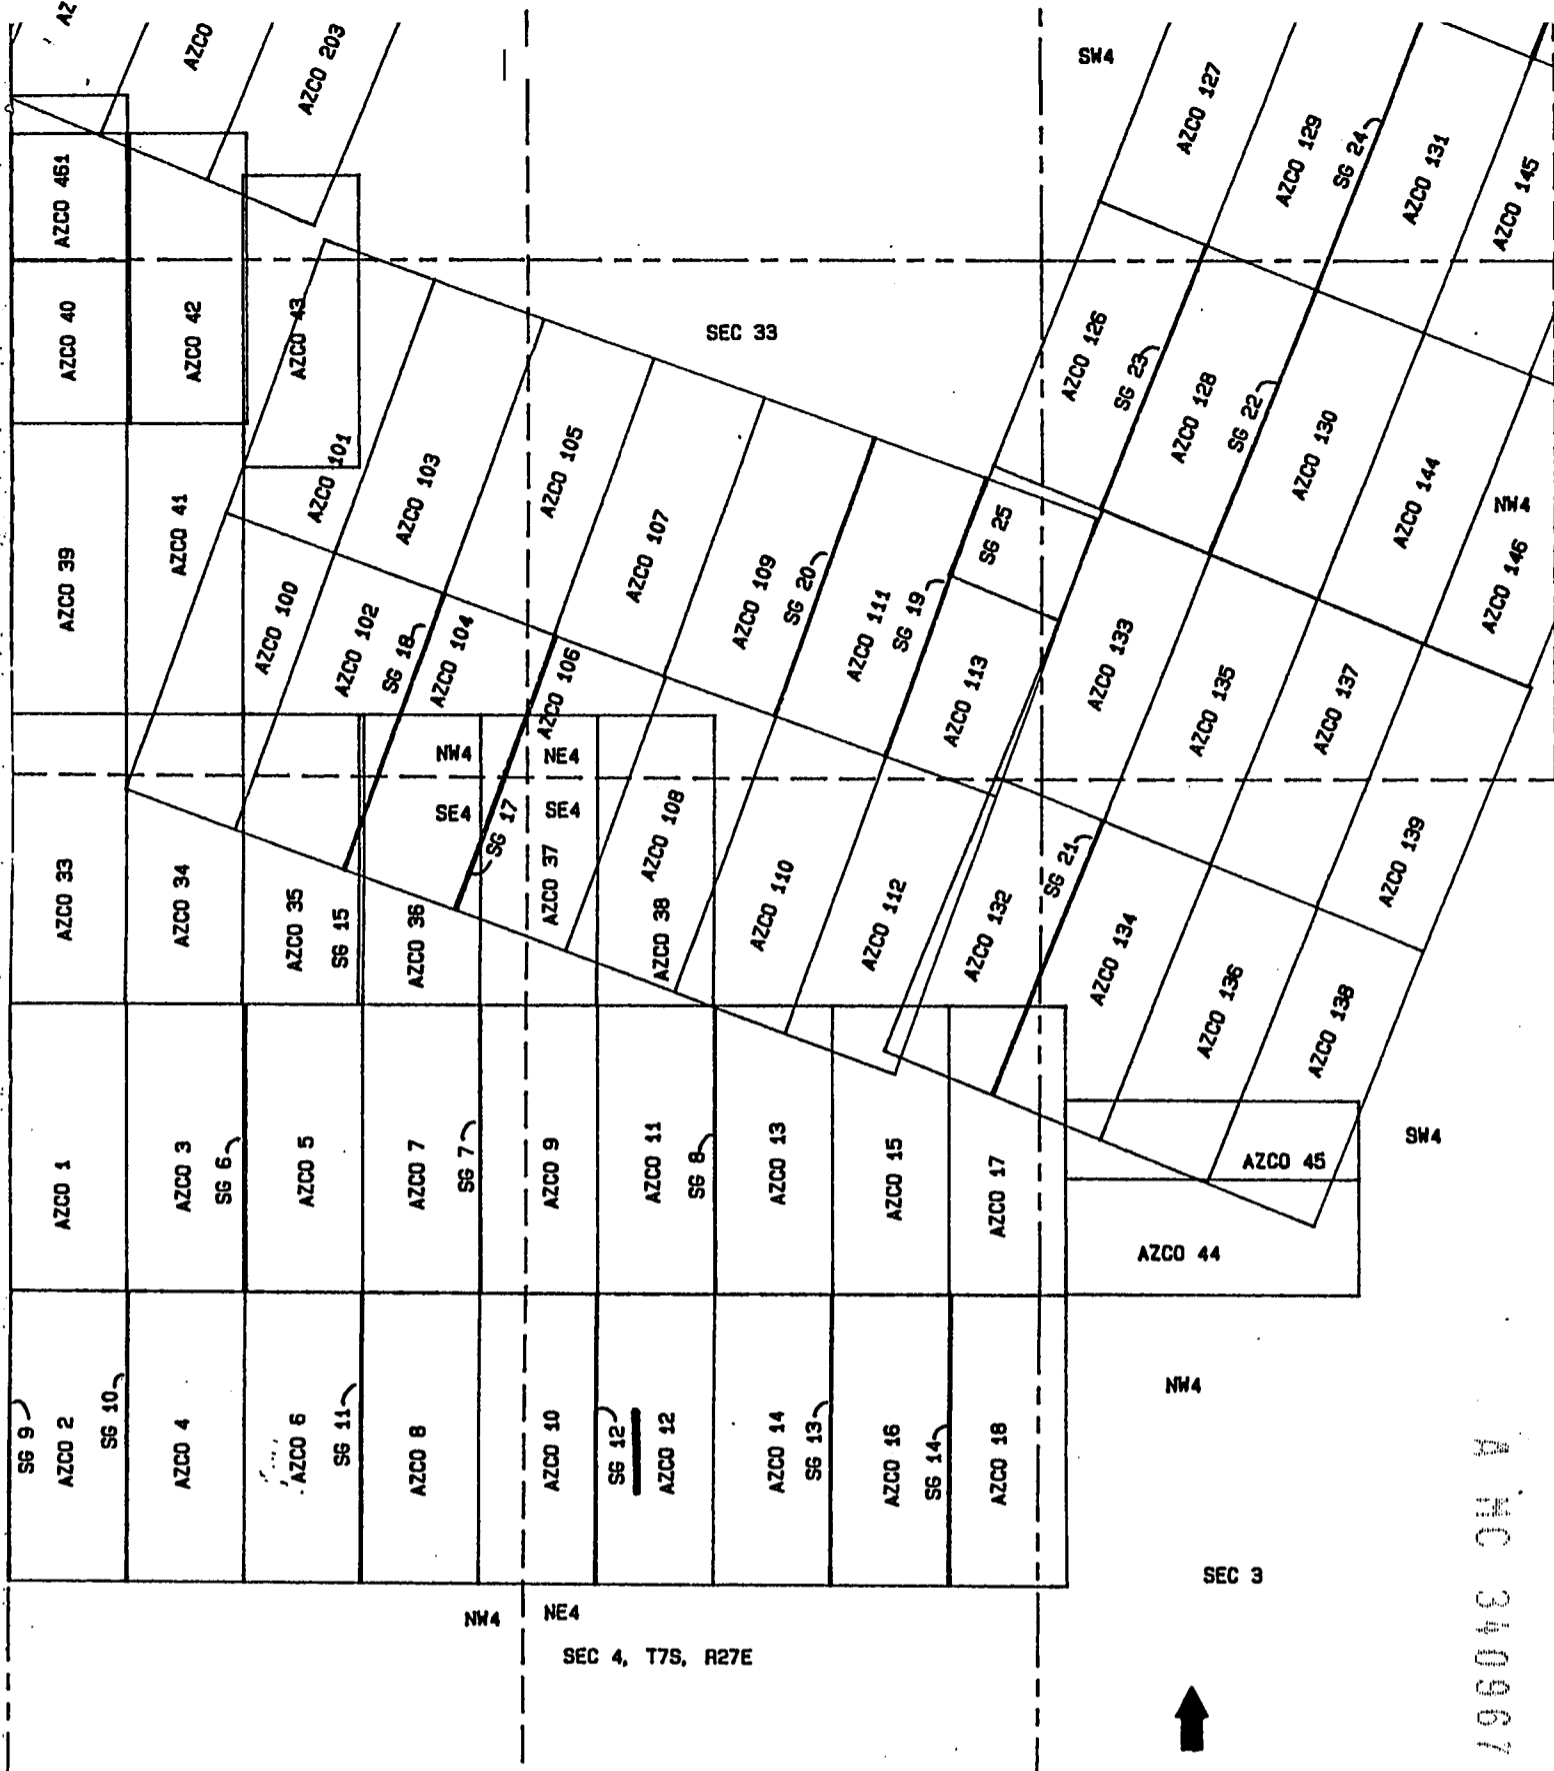 AZ
AZCO
AZCO 203
SW4
AZCO 127
AZCO 129
SG 24
AZCO 131
AZCO 145
AZCO 461
AZCO 40
AZCO 42
AZCO 43
SEC 33
AZCO 126
SG 23
AZCO 128
SG 22
AZCO 130
AZCO 144
NW4
AZCO 146
AZCO 39
AZCO 41
AZCO 101
AZCO 103
AZCO 105
AZCO 107
AZCO 109
SG 20
AZCO 111
SG 19
SG 25
AZCO 113
AZCO 133
AZCO 135
AZCO 137
AZCO 100
AZCO 102
SG 18
AZCO 104
AZCO 106
NW4
NE4
SE4
SE4
SG 17
AZCO 108
AZCO 110
AZCO 112
AZCO 132
SG 21
AZCO 134
AZCO 136
AZCO 138
AZCO 139
AZCO 33
AZCO 34
AZCO 35
SG 15
AZCO 36
AZCO 37
AZCO 38
AZCO 1
AZCO 3
SG 6
AZCO 5
AZCO 7
SG 7
AZCO 9
AZCO 11
SG 8
AZCO 13
AZCO 15
AZCO 17
AZCO 45
SW4
AZCO 44
SG 9
AZCO 2
SG 10
AZCO 4
AZCO 6
SG 11
AZCO 8
AZCO 10
SG 12
AZCO 12
AZCO 14
SG 13
AZCO 16
SG 14
AZCO 18
NW4
SEC 3
NW4
NE4
SEC 4, T7S, R27E
A MC 340967